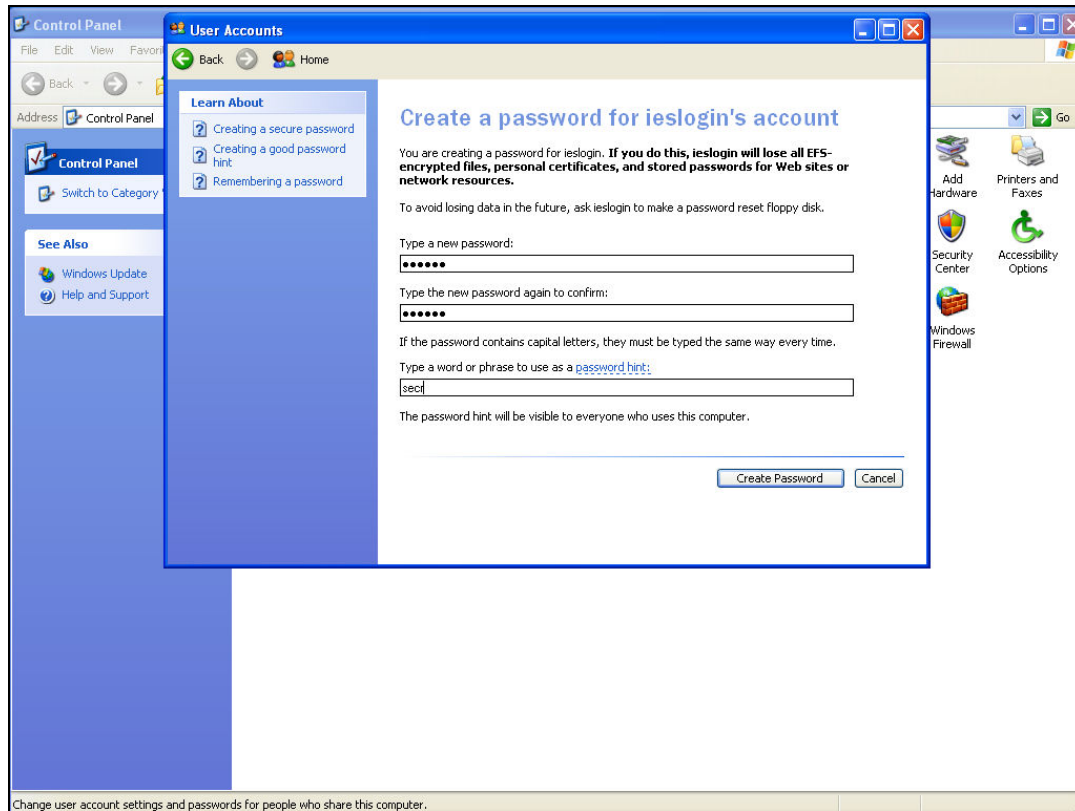 Control Panel
User Accounts
File Edit View Favori
Back
Home
Back
Address Control Panel
Go
Learn About
Creating a secure password
Creating a good password
hint
Remembering a password
Control Panel
Switch to Category
See Also
Windows Update
Help and Support
Create a password for ieslogin's account
You are creating a password for ieslogin. If you do this, ieslogin will lose all EFS-
encrypted files, personal certificates, and stored passwords for Web sites or
network resources.
To avoid losing data in the future, ask ieslogin to make a password reset floppy disk.
Type a new password:
●●●●●●
Type the new password again to confirm:
●●●●●●
If the password contains capital letters, they must be typed the same way every time.
Type a word or phrase to use as a password hint:
secr
The password hint will be visible to everyone who uses this computer.
Create Password Cancel
Add
Hardware
Printers and
Faxes
Security
Center
Accessibility
Options
Windows
Firewall
Change user account settings and passwords for people who share this computer.